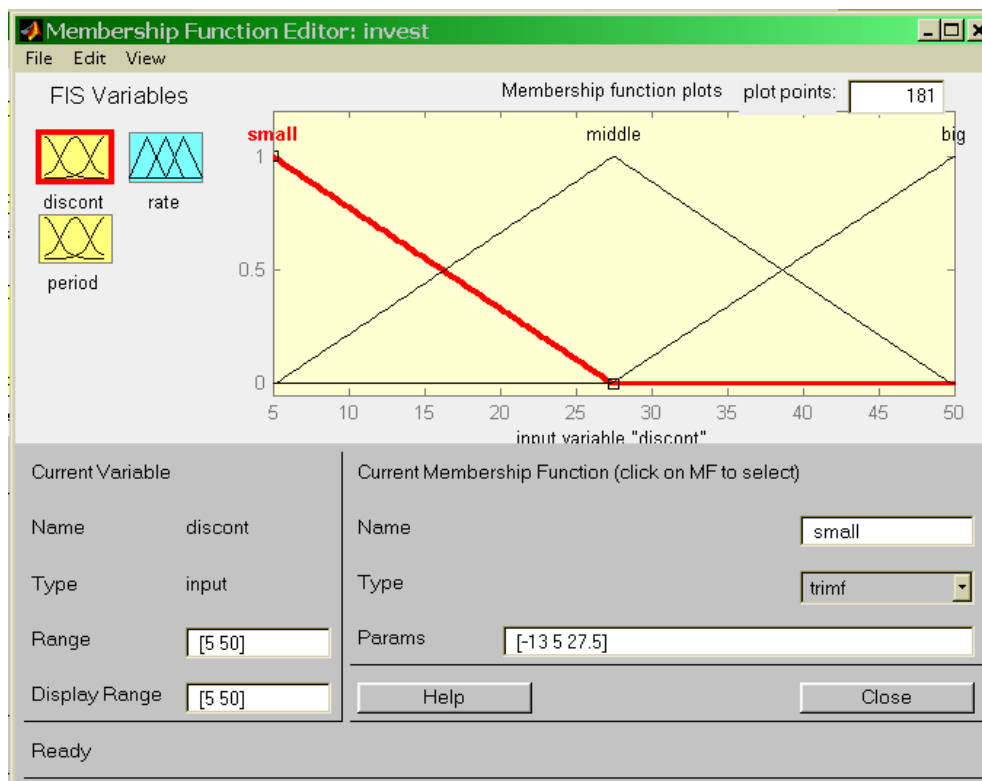 Membership Function Editor: invest
File Edit View
FIS Variables
Membership function plots plot points: 181
discont rate
period
small middle big
1
0.5
0
5 10 15 20 25 30 35 40 45 50
input variable "discont"
Current Variable
Current Membership Function (click on MF to select)
Name discont
Name small
Type input
Type trimf
Range [5 50]
Params [-13 5 27.5]
Display Range [5 50]
Help Close
Ready